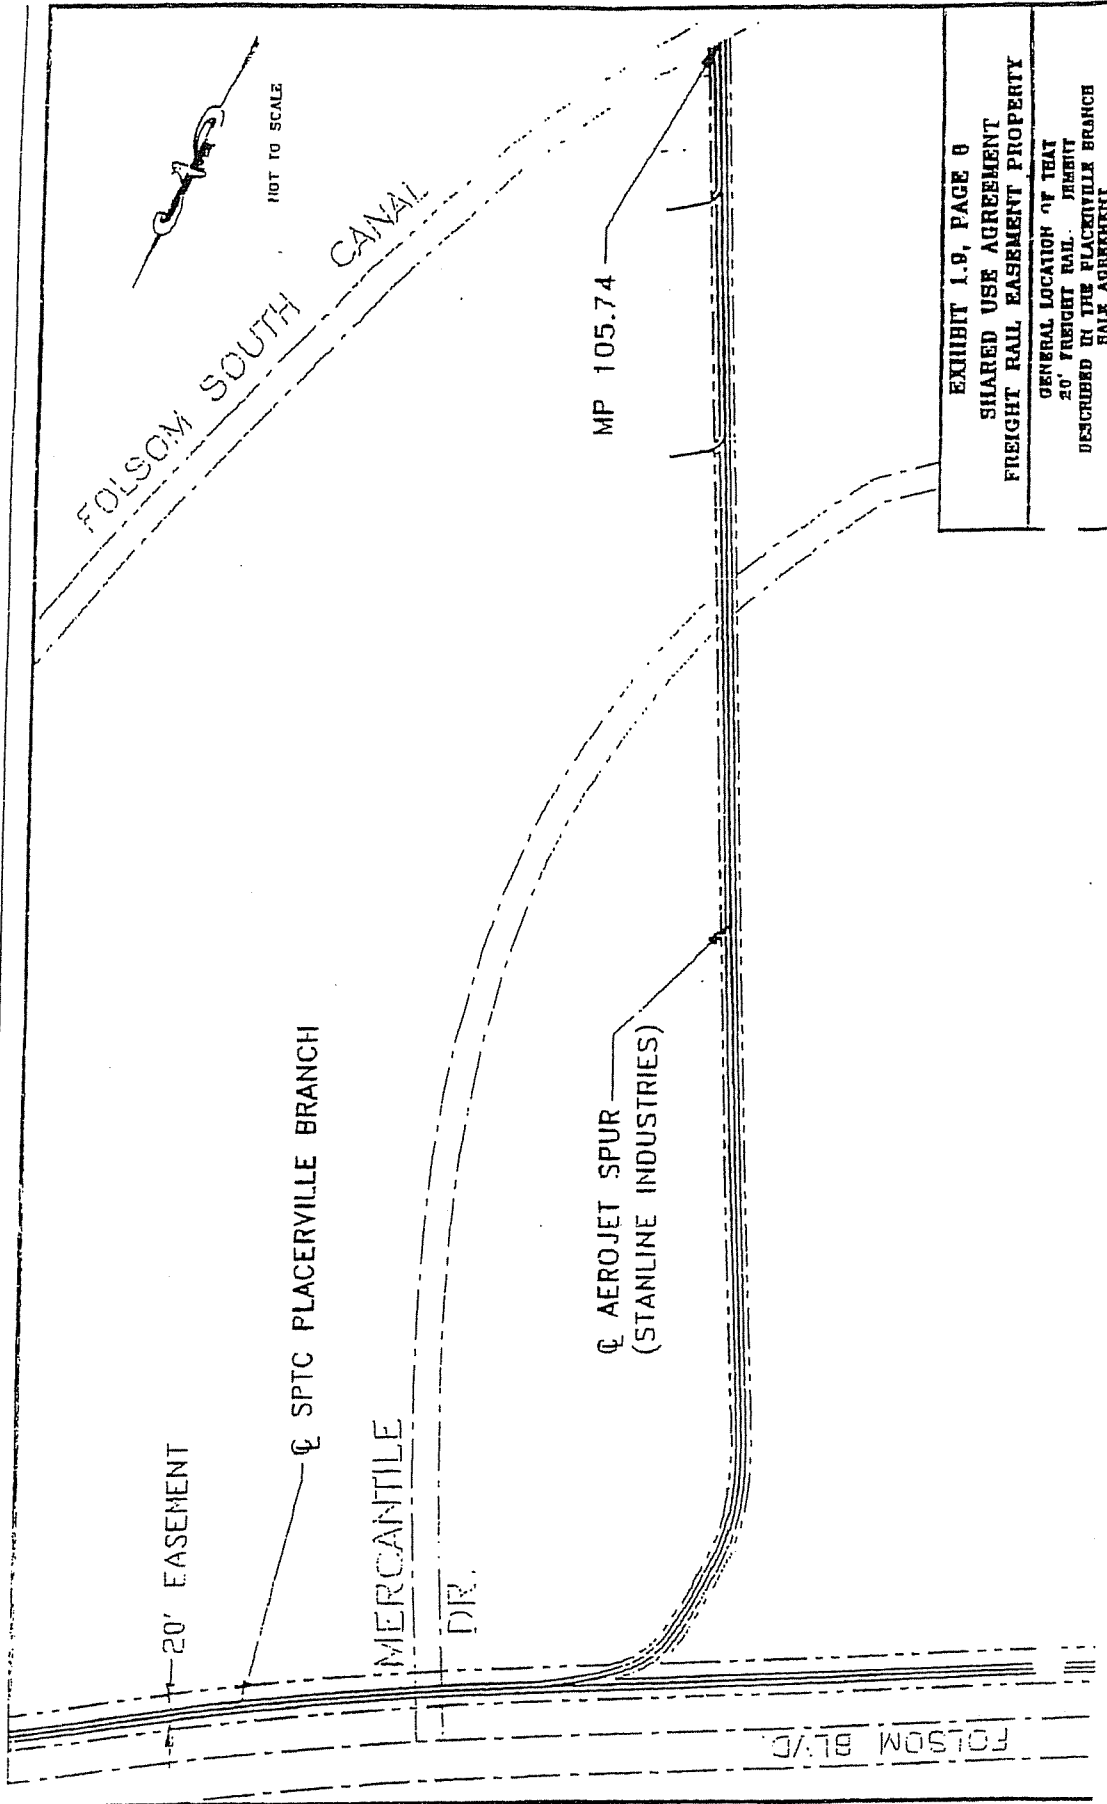 NOT TO SCALE
FOLSOM SOUTH CANAL
MP 105.74
20' EASEMENT
℄ SPTC PLACERVILLE BRANCH
MERCANTILE
DR.
℄ AEROJET SPUR
(STANLINE INDUSTRIES)
FOLSOM BLVD.
EXHIBIT 1.9, PAGE
SHARED USE AGREEMENT
FREIGHT RAIL EASEMENT PROPERTY
GENERAL LOCATION OF THAT
20' FREIGHT RAIL
DESCRIBED IN THE PLACERVILLE BRANCH
SALE AGREEMENT